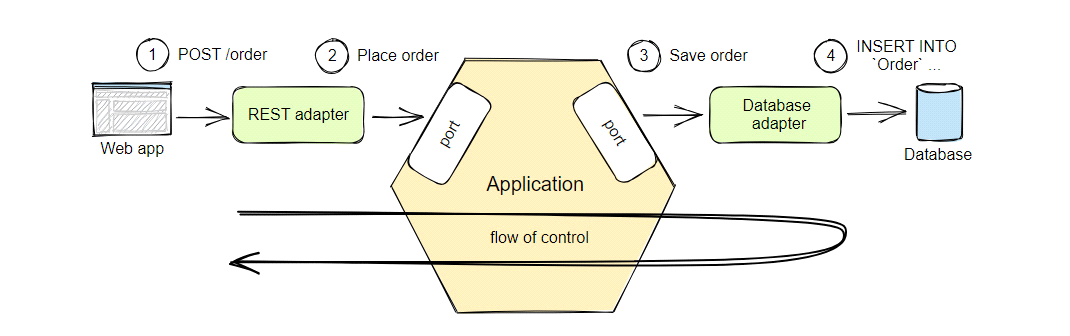 1 POST /order
2 Place order
3 Save order
4 INSERT INTO
`Order` ...
Web app
REST adapter
port
port
Database
adapter
Database
Application
flow of control